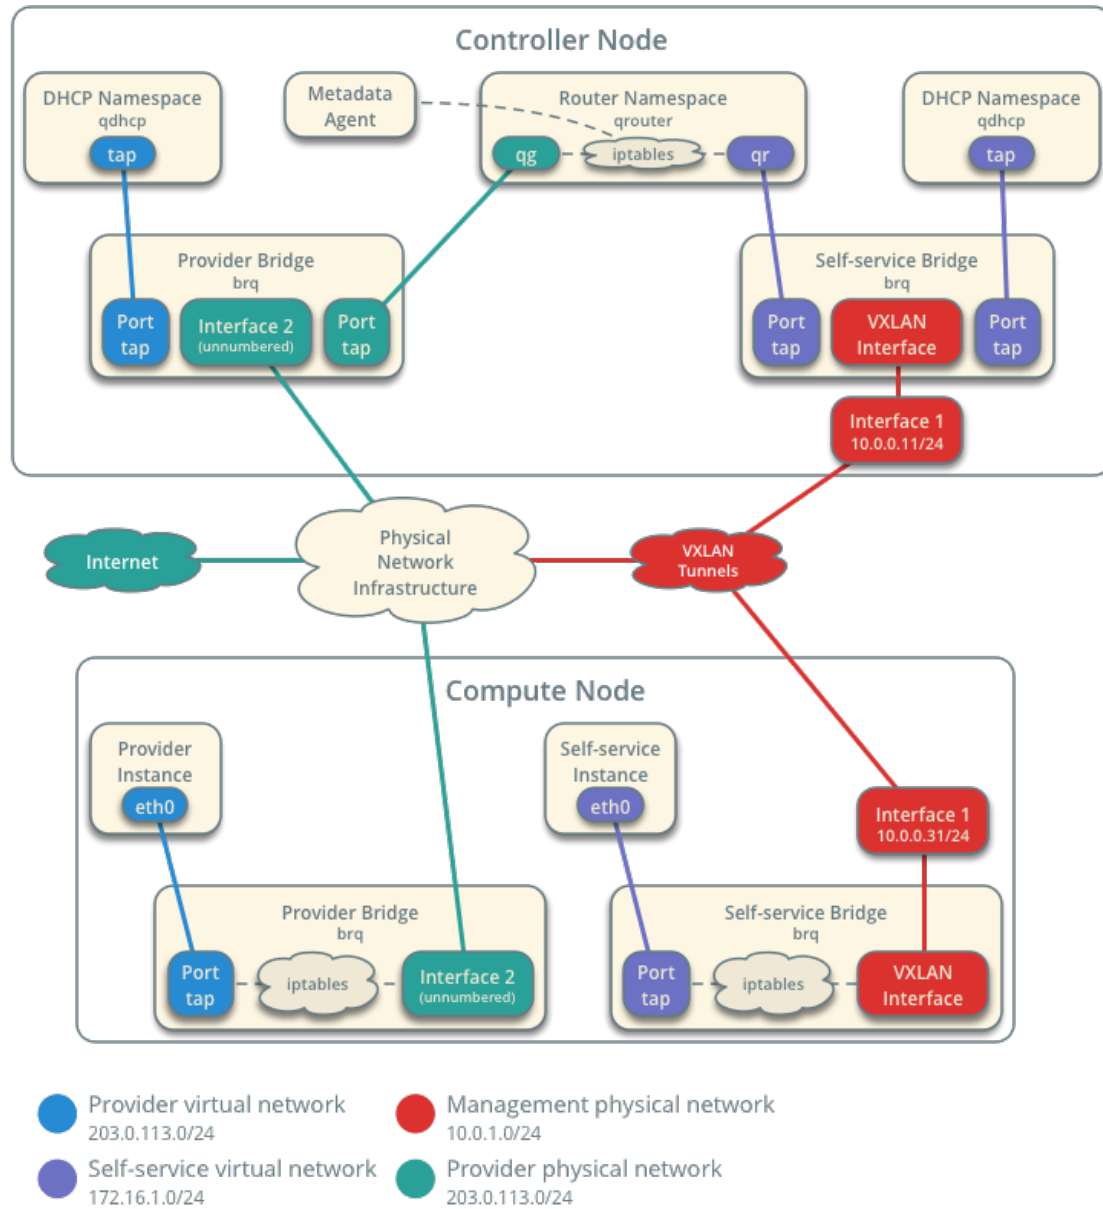 Controller Node
DHCP Namespace
qdhcp
tap
Metadata
Agent
Router Namespace
qrouter
qg
iptables
qr
DHCP Namespace
qdhcp
tap
Provider Bridge
brq
Port
tap
Interface 2
(unnumbered)
Port
tap
Self-service Bridge
brq
Port
tap
VXLAN
Interface
Port
tap
Interface 1
10.0.0.11/24
Internet
Physical
Network
Infrastructure
VXLAN
Tunnels
Compute Node
Provider
Instance
eth0
Self-service
Instance
eth0
Interface 1
10.0.0.31/24
Provider Bridge
brq
Port
tap
iptables
Interface 2
(unnumbered)
Self-service Bridge
brq
Port
tap
iptables
VXLAN
Interface
Provider virtual network
203.0.113.0/24
Management physical network
10.0.1.0/24
Self-service virtual network
172.16.1.0/24
Provider physical network
203.0.113.0/24